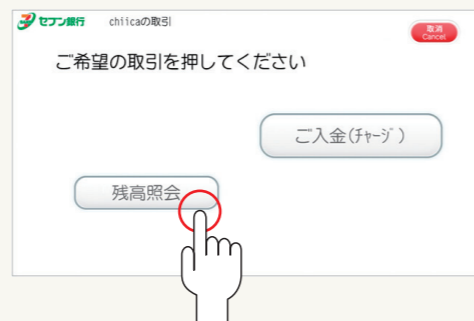 セブン銀行 chiicaの取引
取消
Cancel
ご希望の取引を押してください
ご入金(ﾁｬｰｼﾞ)
残高照会